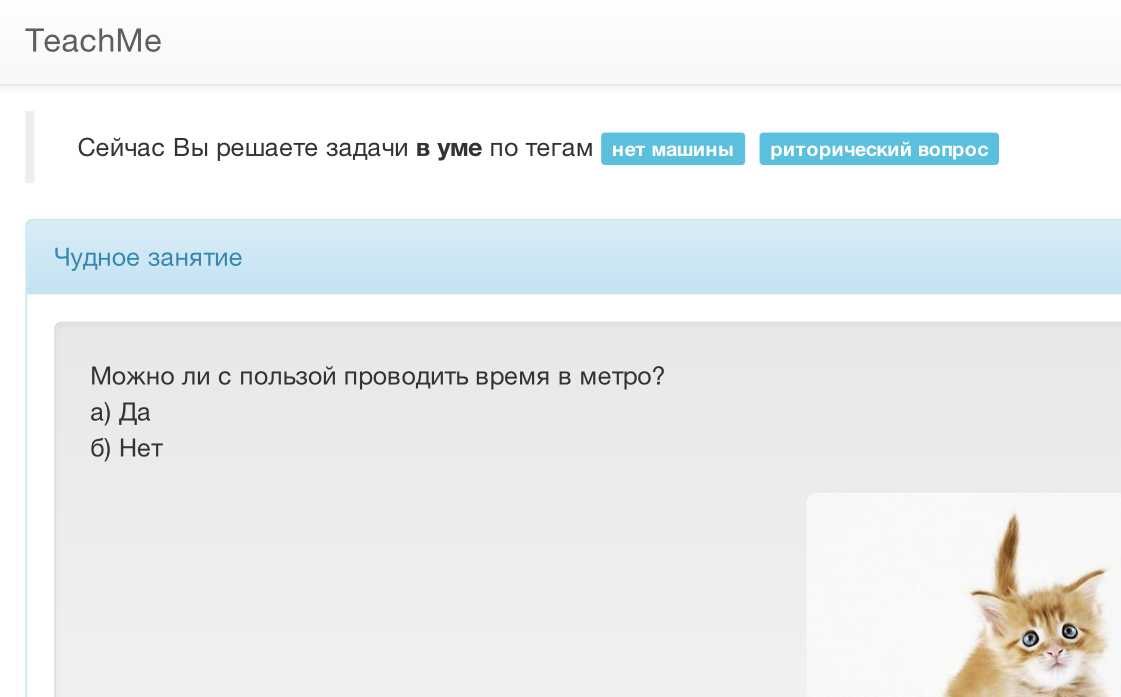 TeachMe
Сейчас Вы решаете задачи в уме по тегам нет машины риторический вопрос
Чудное занятие
Можно ли с пользой проводить время в метро?
а) Да
б) Нет